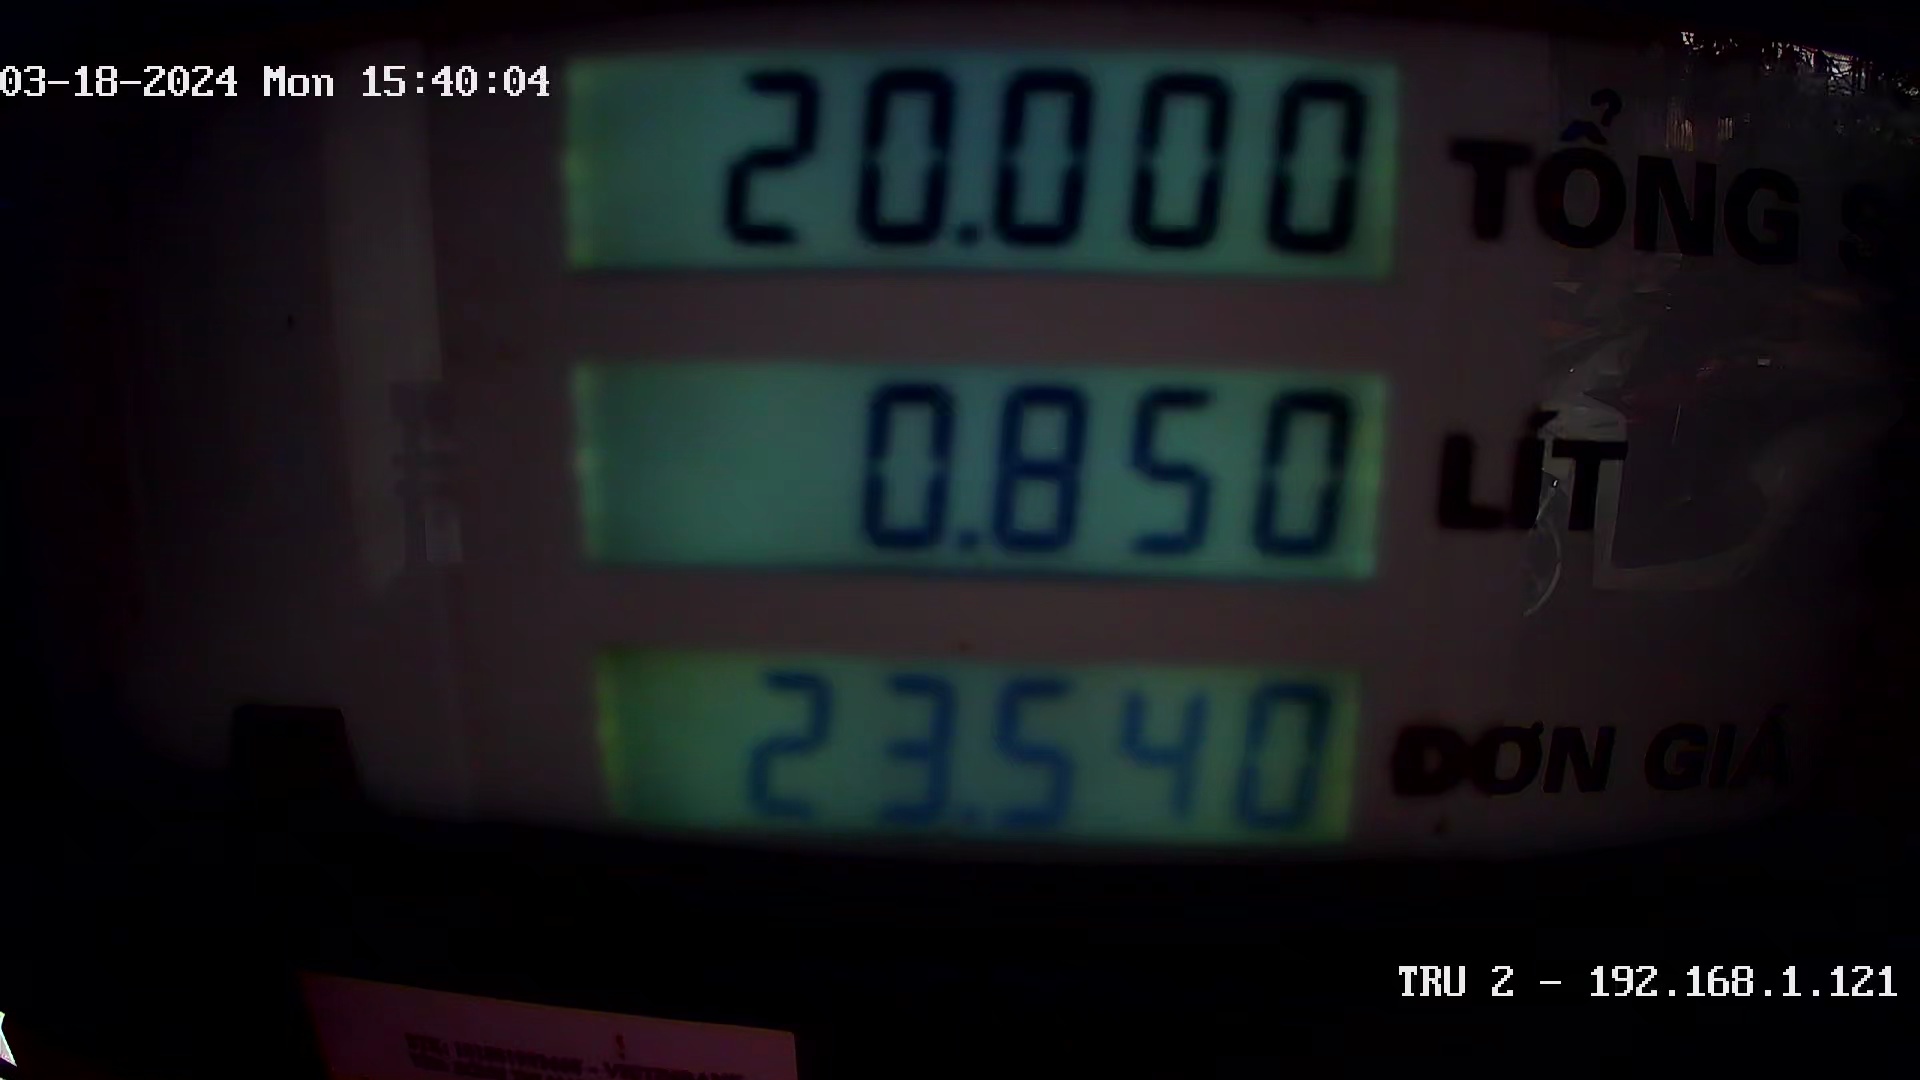 03-18-2024 Mon 15:40:04
20.000
TỔNG
0.850
LÍT
23.540
ĐƠN GIÁ
TRU 2 - 192.168.1.121